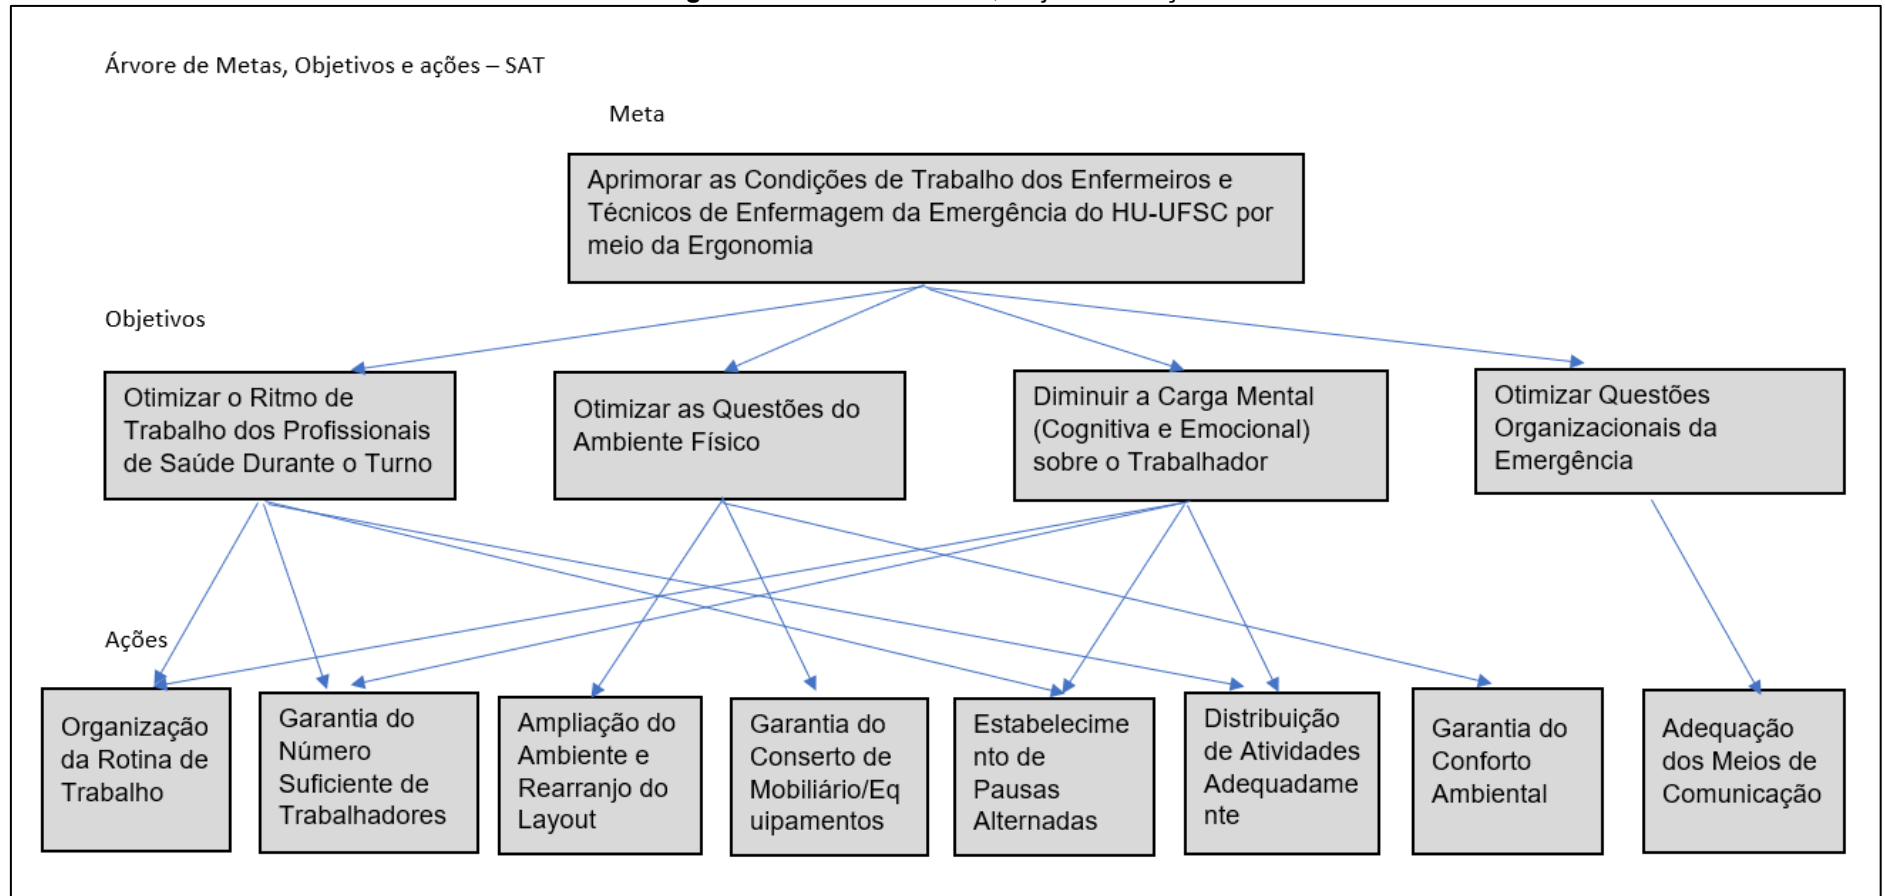 Árvore de Metas, Objetivos e ações – SAT
Meta
Aprimorar as Condições de Trabalho dos Enfermeiros e
Técnicos de Enfermagem da Emergência do HU-UFSC por
meio da Ergonomia
Objetivos
Otimizar o Ritmo de
Trabalho dos Profissionais
de Saúde Durante o Turno
Otimizar as Questões do
Ambiente Físico
Diminuir a Carga Mental
(Cognitiva e Emocional)
sobre o Trabalhador
Otimizar Questões
Organizacionais da
Emergência
Ações
Organização
da Rotina de
Trabalho
Garantia do
Número
Suficiente de
Trabalhadores
Ampliação do
Ambiente e
Rearranjo do
Layout
Garantia do
Conserto de
Mobiliário/Eq
uipamentos
Estabelecime
nto de
Pausas
Alternadas
Distribuição
de Atividades
Adequadame
nte
Garantia do
Conforto
Ambiental
Adequação
dos Meios de
Comunicação